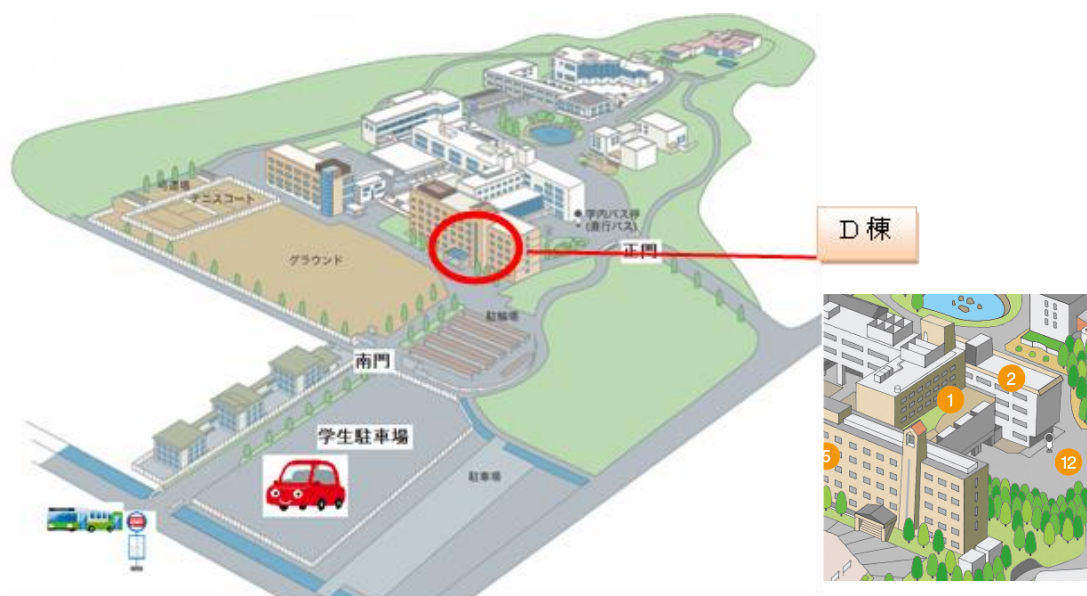 弓道場
テニスコート
学内バス停
(直行バス)
D棟
正門
グラウンド
駐輪場
南門
学生駐車場
駐車場
2
1
5
12